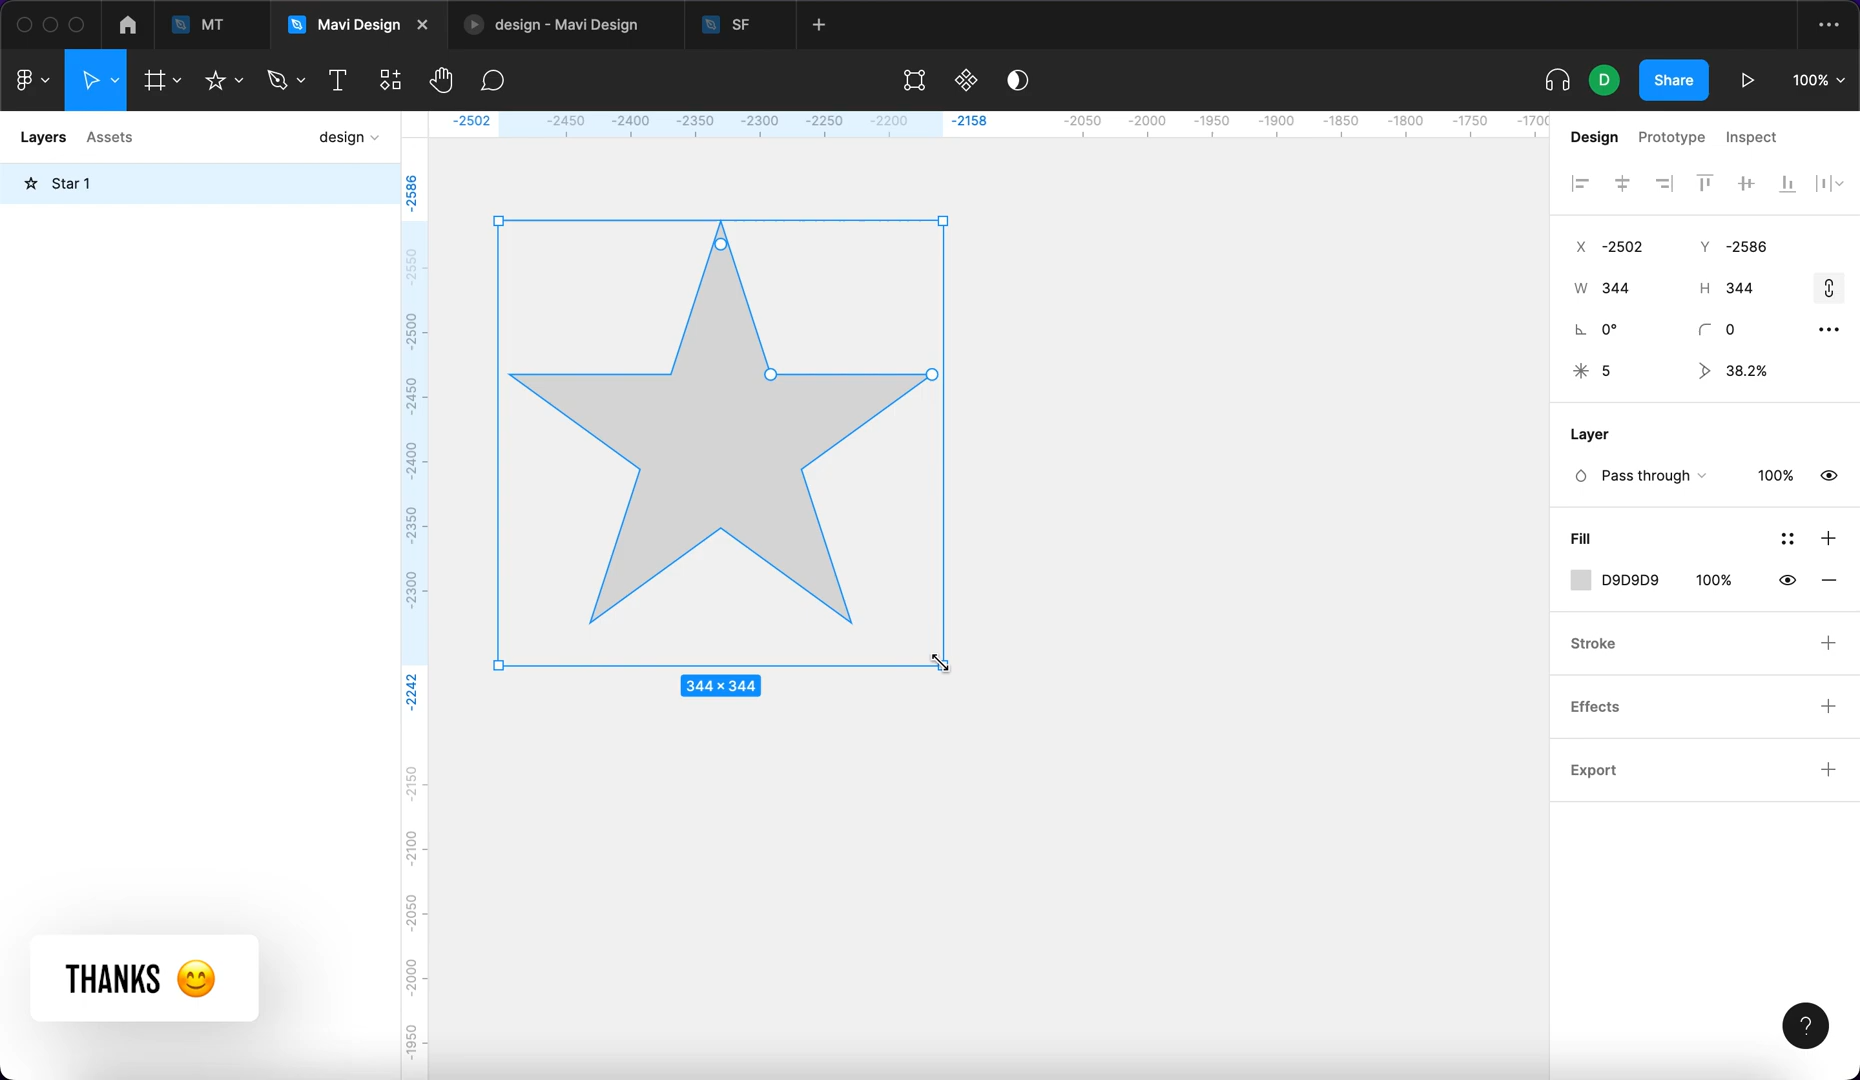 MT
Mavi Design
design - Mavi Design
SF
D
Share
100%
Layers
Assets
design
Star 1
-2502
-2450
-2400
-2350
-2300
-2250
-2200
-2158
-2050
-2000
-1950
-1900
-1850
-1800
-1750
-1700
-2586
-2550
-2500
-2450
-2400
-2350
-2300
-2242
-2150
-2100
-2050
-2000
-1950
344 × 344
Design
Prototype
Inspect
X -2502
Y -2586
W 344
H 344
0°
0
5
38.2%
Layer
Pass through
100%
Fill
D9D9D9
100%
Stroke
Effects
Export
THANKS 😊
?